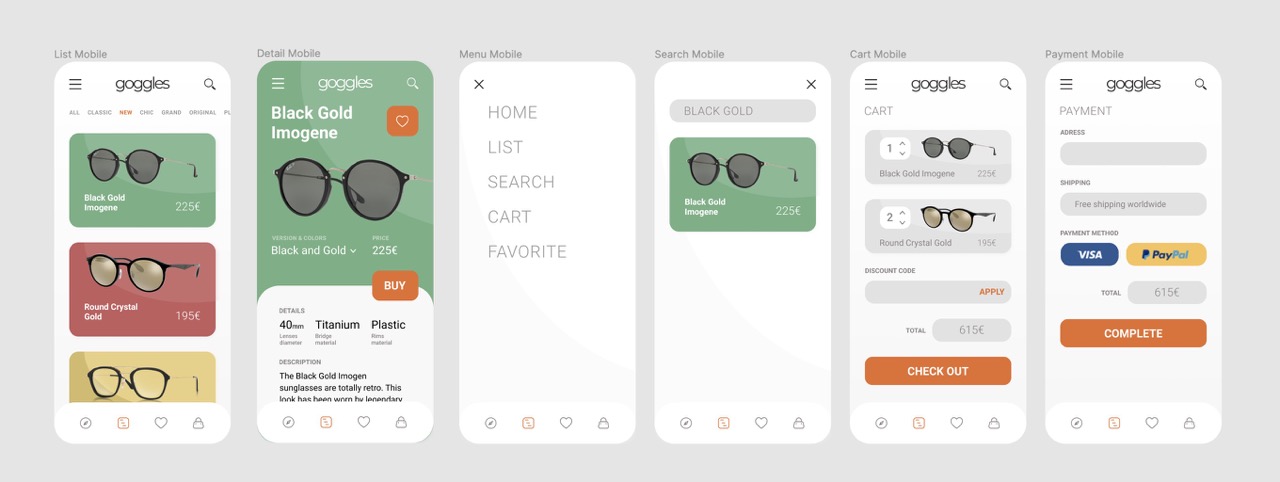 List Mobile
goggles
ALL CLASSIC NEW CHIC GRAND ORIGINAL PL
Black Gold
Imogene
225€
Round Crystal
Gold
195€
Detail Mobile
goggles
Black Gold
Imogene
VERSION & COLORS
Black and Gold
PRICE
225€
BUY
DETAILS
40mm
Lenses
diameter
Titanium
Bridge
material
Plastic
Rims
material
DESCRIPTION
The Black Gold Imogen
sunglasses are totally retro. This
look has been worn by legendary
Menu Mobile
HOME
LIST
SEARCH
CART
FAVORITE
Search Mobile
BLACK GOLD
Black Gold
Imogene
225€
Cart Mobile
goggles
CART
1
Black Gold Imogene
225€
2
Round Crystal Gold
195€
DISCOUNT CODE
APPLY
TOTAL
615€
CHECK OUT
Payment Mobile
goggles
PAYMENT
ADRESS
SHIPPING
Free shipping worldwide
PAYMENT METHOD
VISA
PayPal
TOTAL
615€
COMPLETE